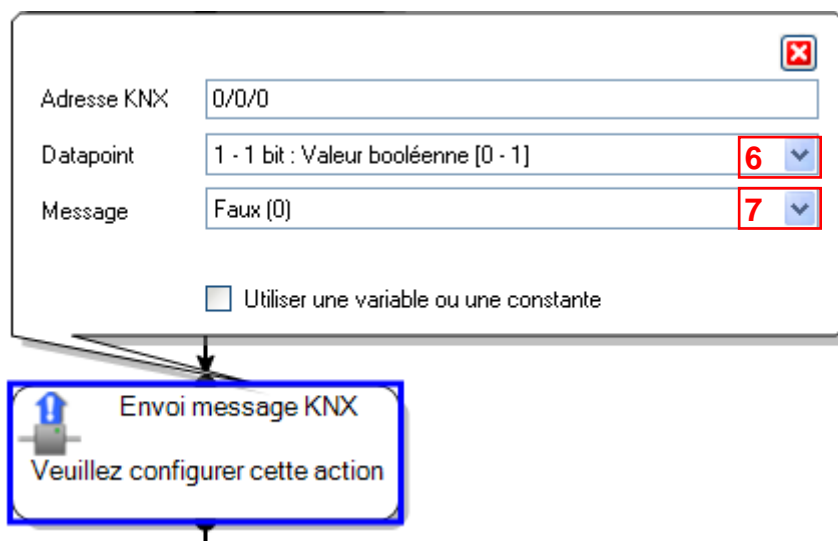 Adresse KNX 0/0/0
Datapoint 1 - 1 bit : Valeur booléenne [0 - 1] 6
Message Faux (0) 7
Utiliser une variable ou une constante
Envoi message KNX
Veuillez configurer cette action